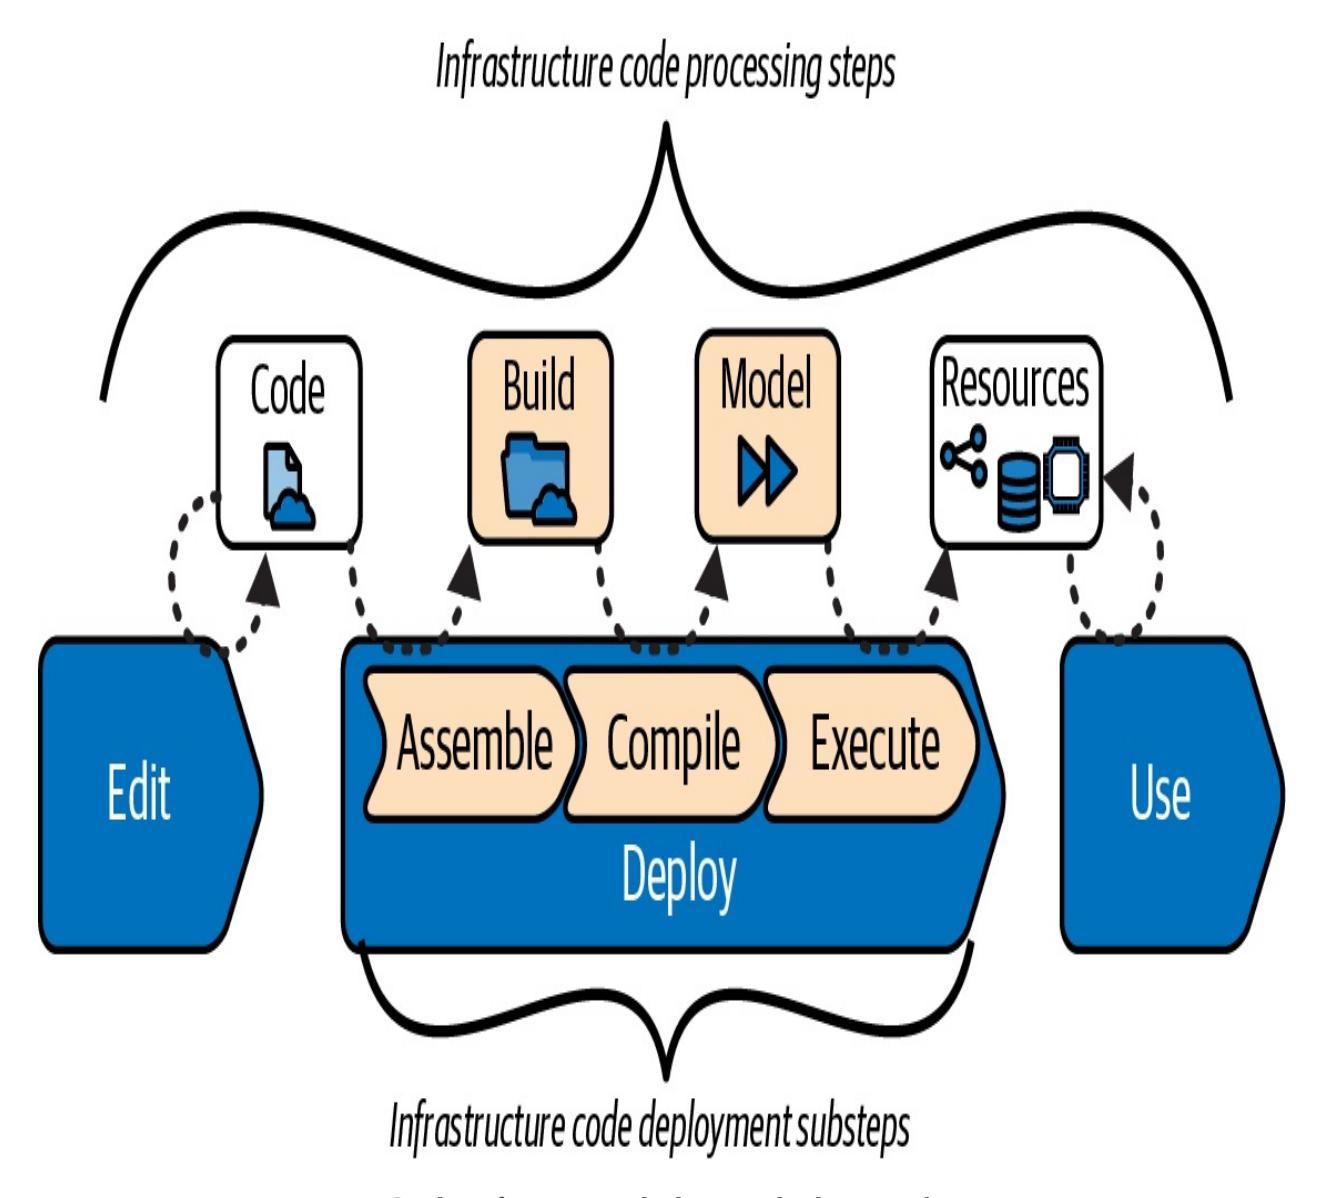 Infrastructure code processing steps
Code
Build
Model
Resources
Edit
Assemble
Compile
Execute
Deploy
Use
Infrastructure code deployment substeps